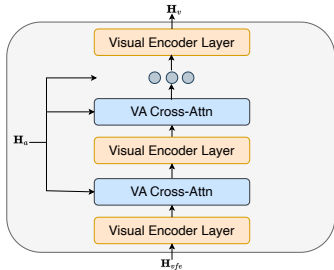 H_v
Visual Encoder Layer
VA Cross-Attn
H_a
Visual Encoder Layer
VA Cross-Attn
Visual Encoder Layer
H_vfe